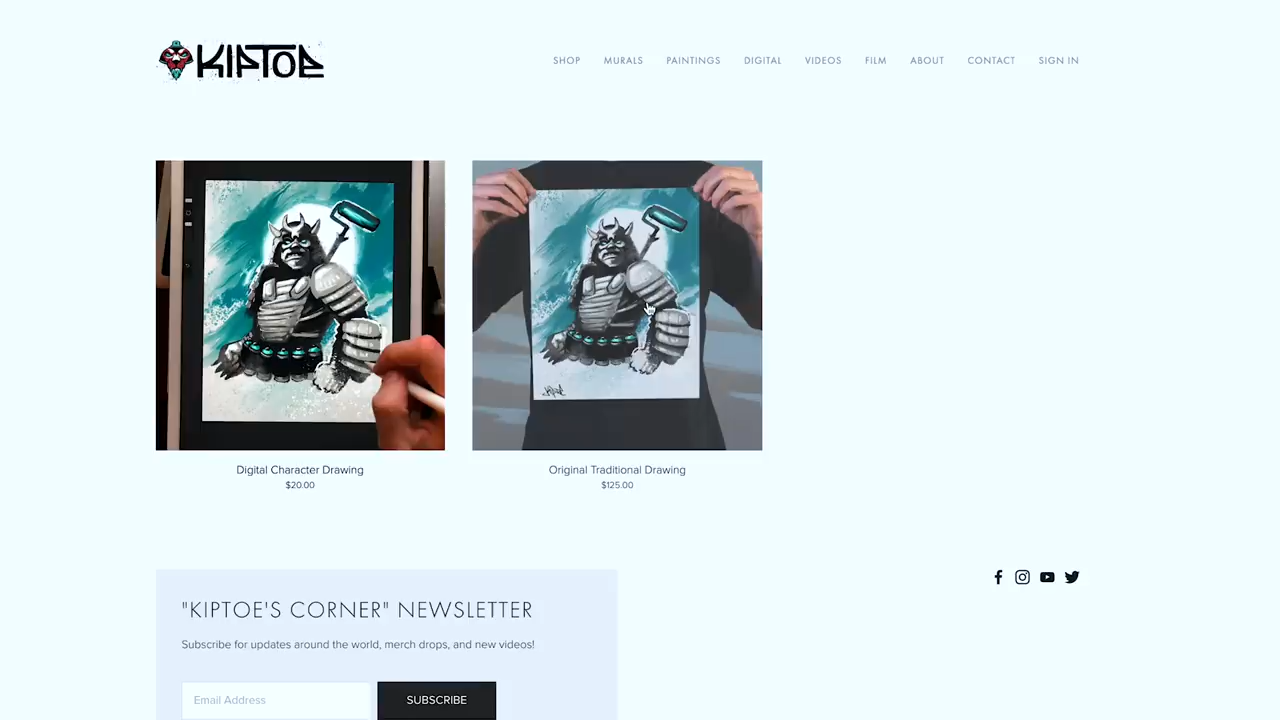 KIPTOE
SHOP MURALS PAINTINGS DIGITAL VIDEOS FILM ABOUT CONTACT SIGN IN
Digital Character Drawing
$20.00
Original Traditional Drawing
$125.00
"KIPTOE'S CORNER" NEWSLETTER
Subscribe for updates around the world, merch drops, and new videos!
Email Address
SUBSCRIBE